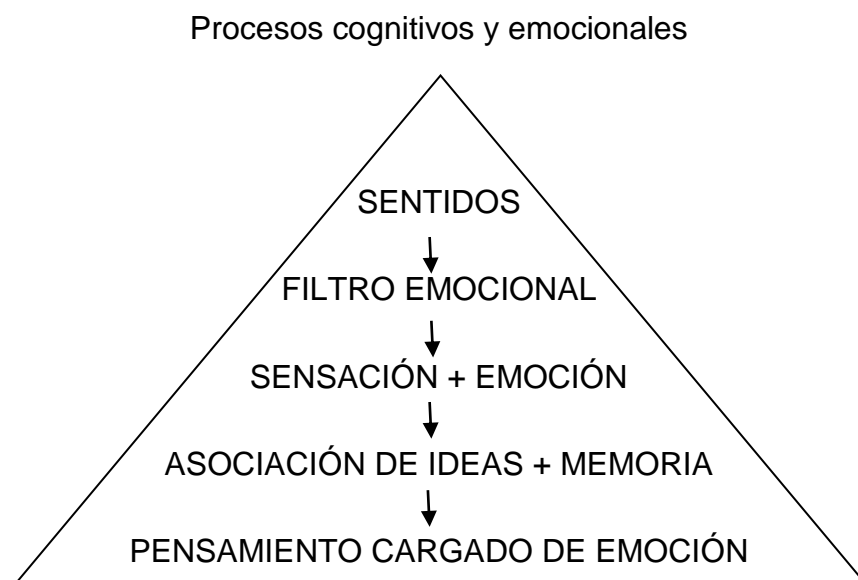 Procesos cognitivos y emocionales
SENTIDOS
FILTRO EMOCIONAL
SENSACIÓN + EMOCIÓN
ASOCIACIÓN DE IDEAS + MEMORIA
PENSAMIENTO CARGADO DE EMOCIÓN